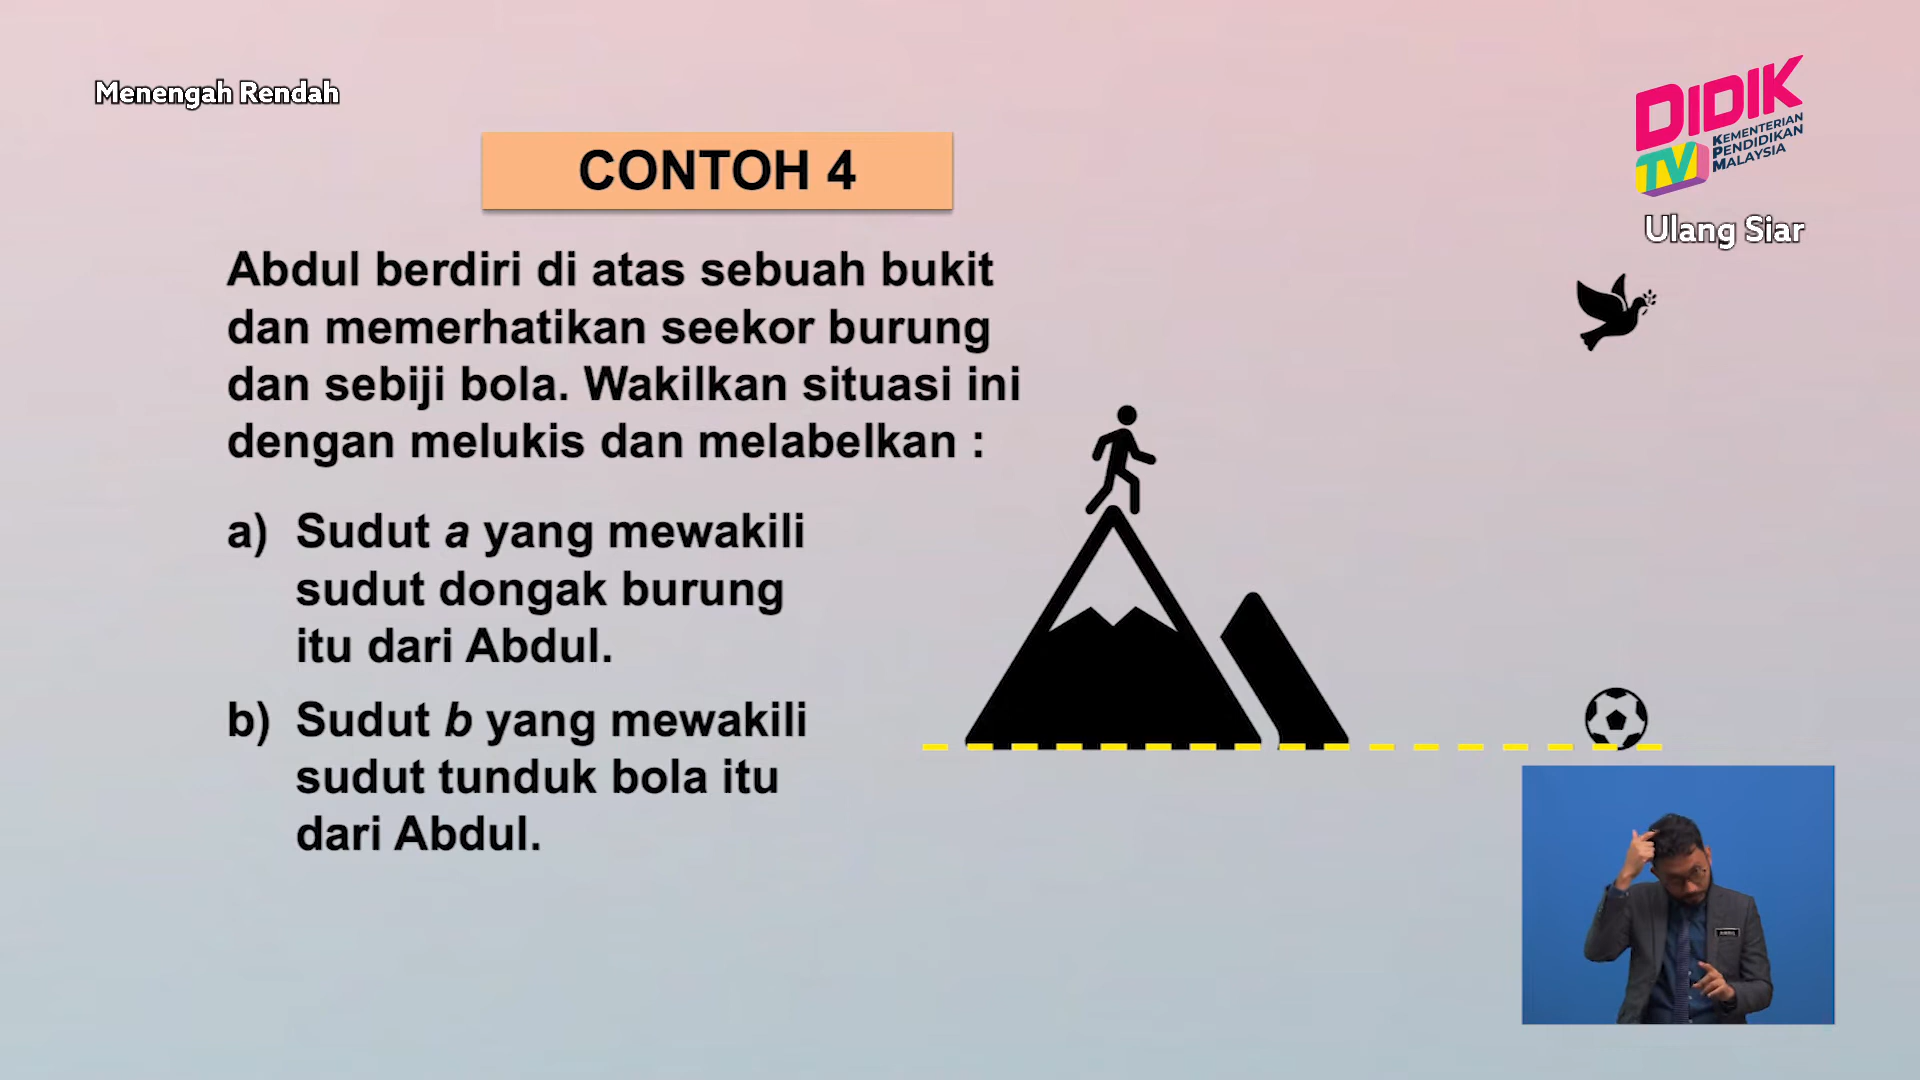 Menengah Rendah
DIDIK
TV
KEMENTERIAN
PENDIDIKAN
MALAYSIA
Ulang Siar
CONTOH 4
Abdul berdiri di atas sebuah bukit
dan memerhatikan seekor burung
dan sebiji bola. Wakilkan situasi ini
dengan melukis dan melabelkan :
a) Sudut a yang mewakili
sudut dongak burung
itu dari Abdul.
b) Sudut b yang mewakili
sudut tunduk bola itu
dari Abdul.